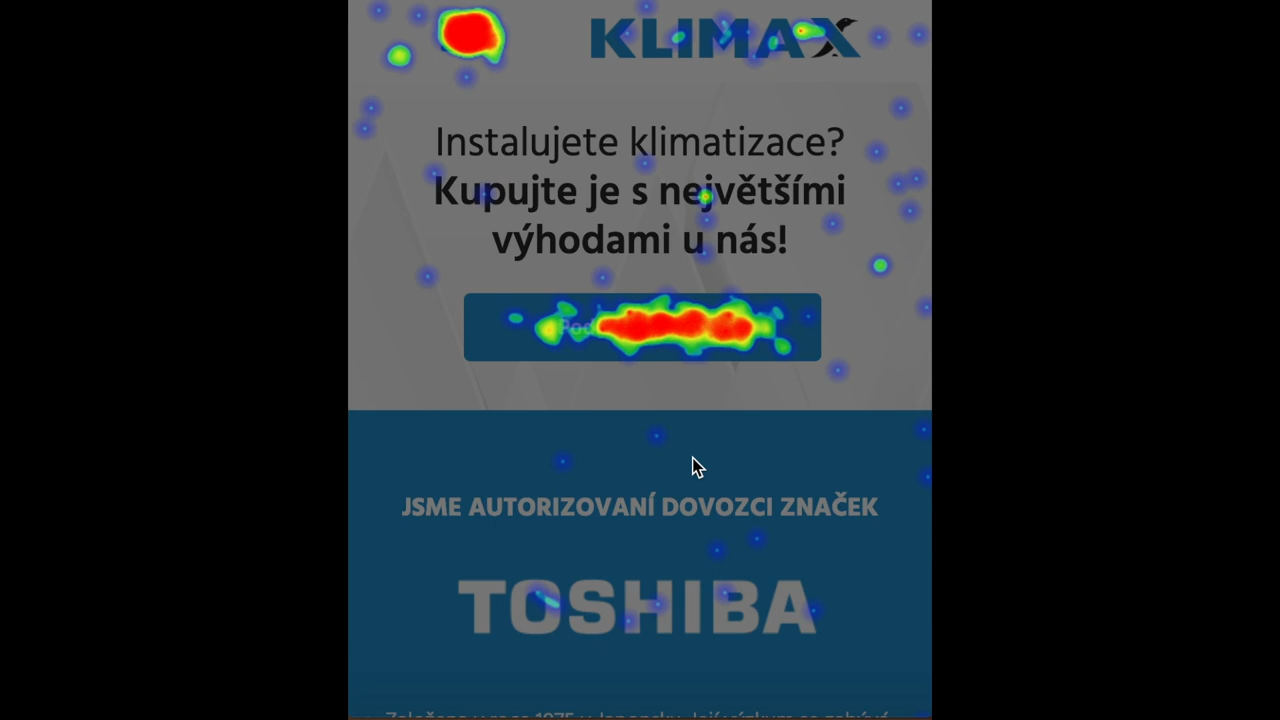 KLIMAX
Instalujete klimatizace?
Kupujte je s největšími
výhodami u nás!
JSME AUTORIZOVANÍ DOVOZCI ZNAČEK
TOSHIBA